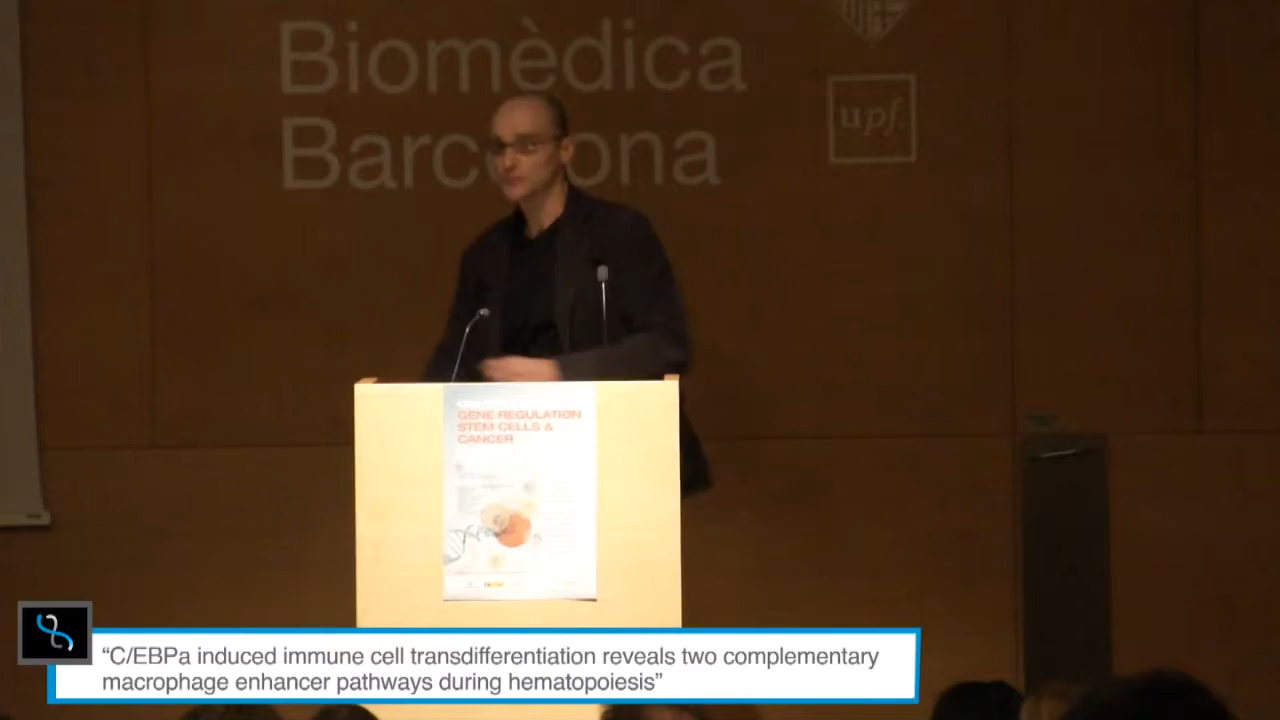 Biomèdica
Barcelona
upf.
GENE REGULATION
STEM CELLS &
CANCER
“C/EBPa induced immune cell transdifferentiation reveals two complementary
macrophage enhancer pathways during hematopoiesis”